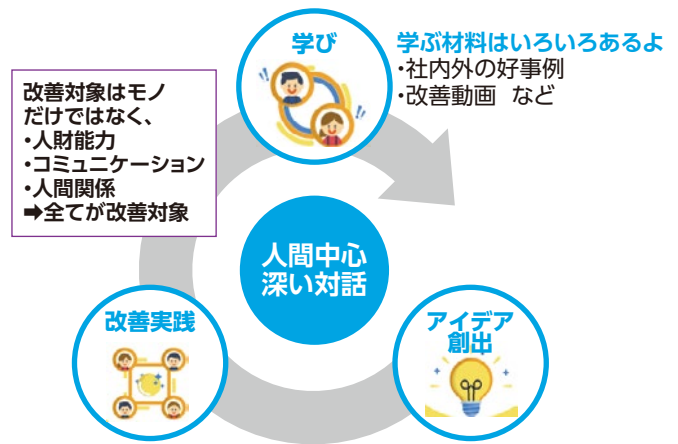 学び
学ぶ材料はいろいろあるよ
・社内外の好事例
・改善動画 など
改善対象はモノ
だけではなく、
・人財能力
・コミュニケーション
・人間関係
➡全てが改善対象
人間中心
深い対話
改善実践
アイデア
創出